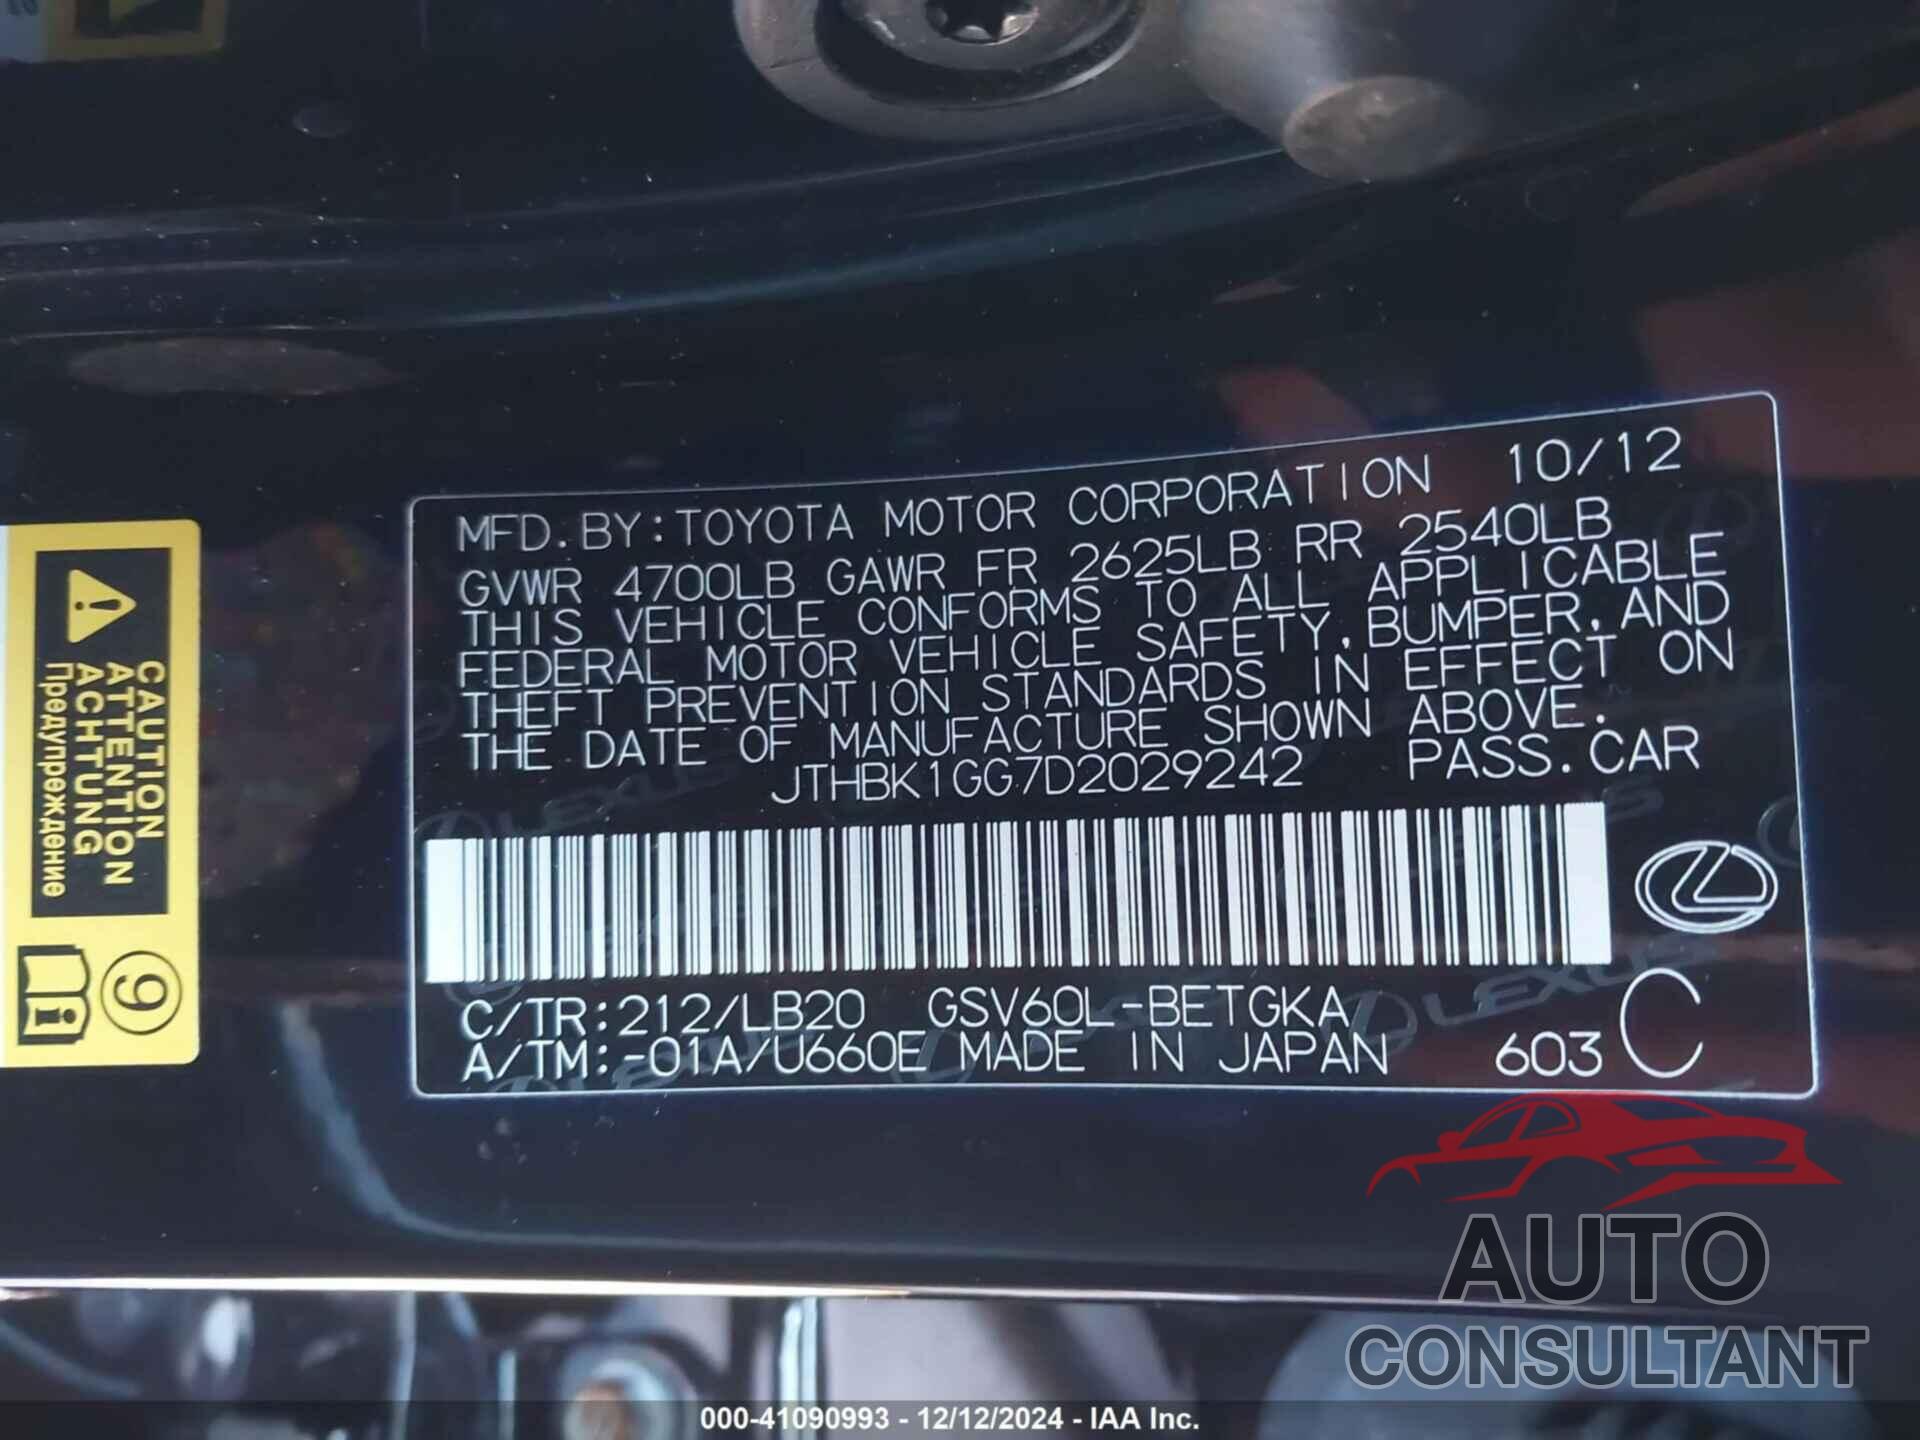 MFD. BY: TOYOTA MOTOR CORPORATION 10/12
GVWR 4700LB GAWR FR 2625LB RR 2540LB
THIS VEHICLE CONFORMS TO ALL APPLICABLE
FEDERAL MOTOR VEHICLE SAFETY, BUMPER, AND
THEFT PREVENTION STANDARDS IN EFFECT ON
THE DATE OF MANUFACTURE SHOWN ABOVE.
JTHBK1GG7D2029242 PASS. CAR
C/TR:212/LB20 GSV60L-BETGKA
A/TM:-01A/U660E MADE IN JAPAN 603 C
CAUTION
ATTENTION
ACHTUNG
Предупреждение
9
LEXUS
AUTO
CONSULTANT
000-41090993 - 12/12/2024 - IAA Inc.